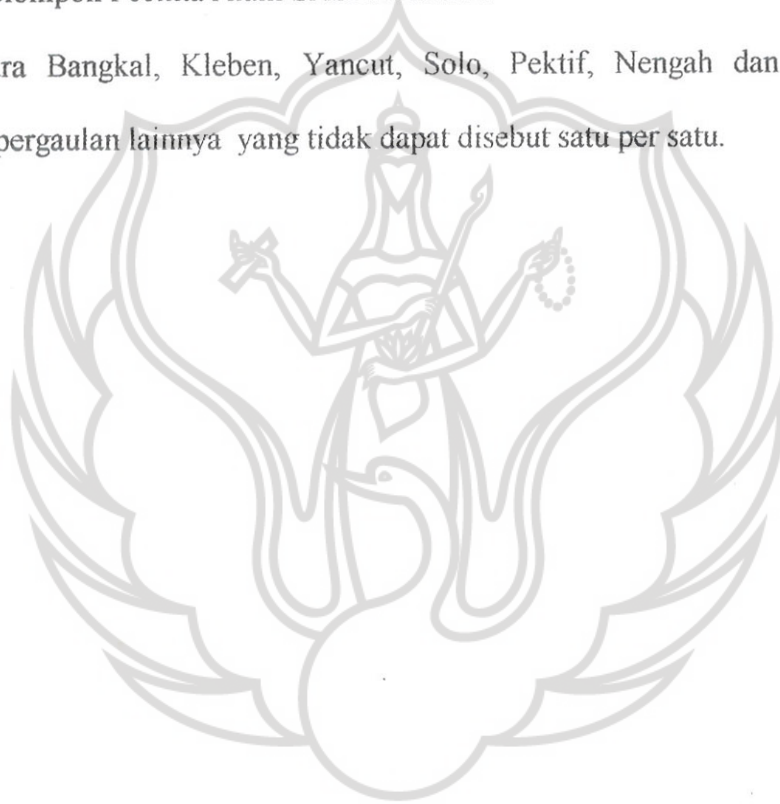 ra Bangkal, Kleben, Yancut, Solo, Pektif, Nengah dan
pergaulan lainnya yang tidak dapat disebut satu per satu.